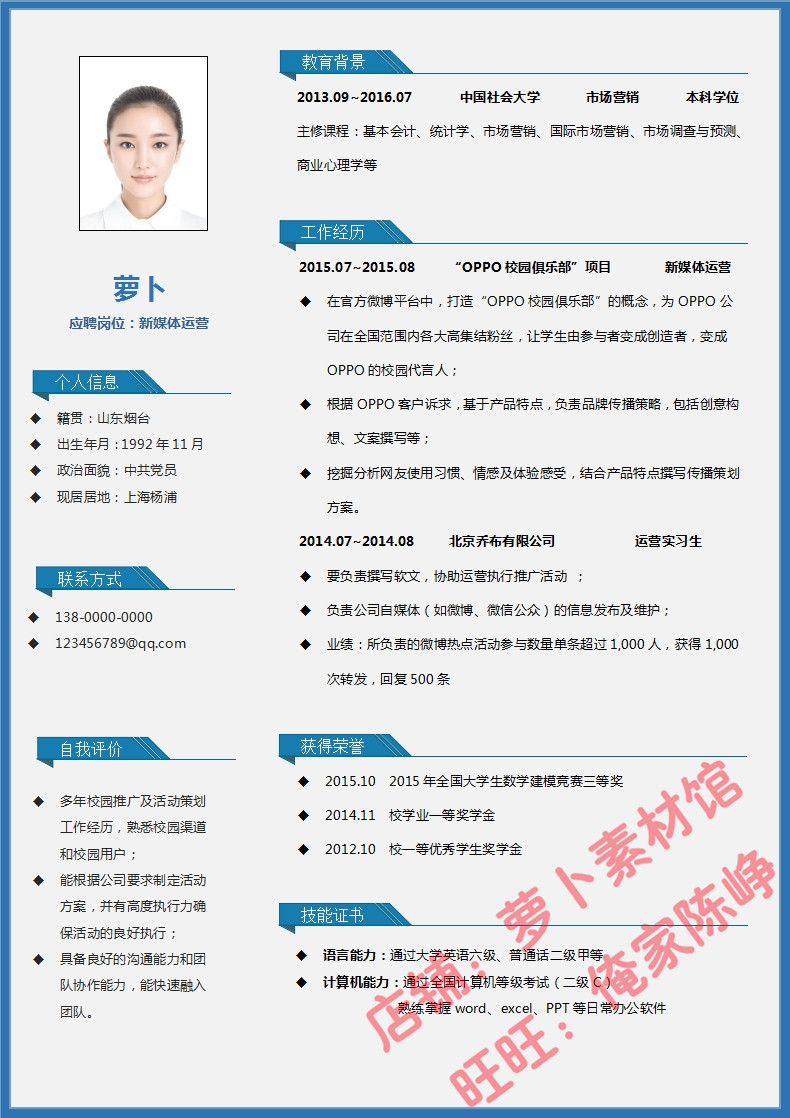 萝卜
应聘岗位：新媒体运营
个人信息
◆ 籍贯：山东烟台
◆ 出生年月：1992 年 11 月
◆ 政治面貌：中共党员
◆ 现居居地：上海杨浦
联系方式
◆ 138-0000-0000
◆ 123456789@qq.com
自我评价
◆ 多年校园推广及活动策划
工作经历，熟悉校园渠道
和校园用户；
◆ 能根据公司要求制定活动
方案，并有高度执行力确
保活动的良好执行；
◆ 具备良好的沟通能力和团
队协作能力，能快速融入
团队。
教育背景
2013.09~2016.07 中国社会大学 市场营销 本科学位
主修课程：基本会计、统计学、市场营销、国际市场营销、市场调查与预测、
商业心理学等
工作经历
2015.07~2015.08 “OPPO 校园俱乐部”项目 新媒体运营
◆ 在官方微博平台中，打造“OPPO 校园俱乐部”的概念，为 OPPO 公
司在全国范围内各大高集结粉丝，让学生由参与者变成创造者，变成
OPPO 的校园代言人；
◆ 根据 OPPO 客户诉求，基于产品特点，负责品牌传播策略，包括创意构
想、文案撰写等；
◆ 挖掘分析网友使用习惯、情感及体验感受，结合产品特点撰写传播策划
方案。
2014.07~2014.08 北京乔布有限公司 运营实习生
◆ 要负责撰写软文，协助运营执行推广活动 ；
◆ 负责公司自媒体（如微博、微信公众）的信息发布及维护；
◆ 业绩：所负责的微博热点活动参与数量单条超过 1,000 人，获得 1,000
次转发，回复 500 条
获得荣誉
◆ 2015.10 2015 年全国大学生数学建模竞赛三等奖
◆ 2014.11 校学业一等奖学金
◆ 2012.10 校一等优秀学生奖学金
技能证书
◆ 语言能力：通过大学英语六级、普通话二级甲等
◆ 计算机能力：通过全国计算机等级考试（二级 C）
熟练掌握 word、excel、PPT 等日常办公软件
店铺：萝卜素材馆
旺旺：俺家陈峥